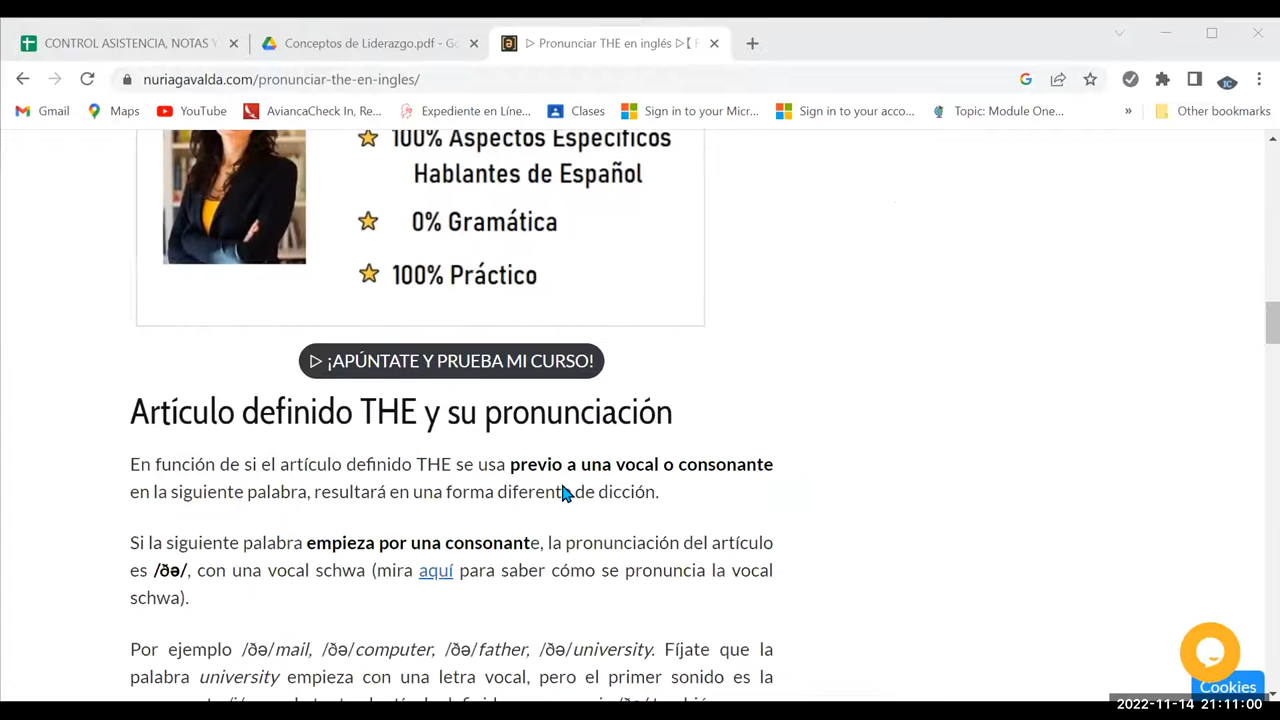 CONTROL ASISTENCIA, NOTAS Y
Conceptos de Liderazgo.pdf - Go
▷ Pronunciar THE en inglés ▷【 F
nuriagavalda.com/pronunciar-the-en-ingles/
Gmail
Maps
YouTube
AviancaCheck In, Re...
Expediente en Líne...
Clases
Sign in to your Micr...
Sign in to your acco...
Topic: Module One...
»
Other bookmarks
100% Aspectos Específicos
Hablantes de Español
0% Gramática
100% Práctico
▷ ¡APÚNTATE Y PRUEBA MI CURSO!
Artículo definido THE y su pronunciación
En función de si el artículo definido THE se usa previo a una vocal o consonante
en la siguiente palabra, resultará en una forma diferente de dicción.
Si la siguiente palabra empieza por una consonante, la pronunciación del artículo
es /ðə/, con una vocal schwa (mira aquí para saber cómo se pronuncia la vocal
schwa).
Por ejemplo /ðə/mail, /ðə/computer, /ðə/father, /ðə/university. Fíjate que la
palabra university empieza con una letra vocal, pero el primer sonido es la
Cookies
2022-11-14 21:11:00